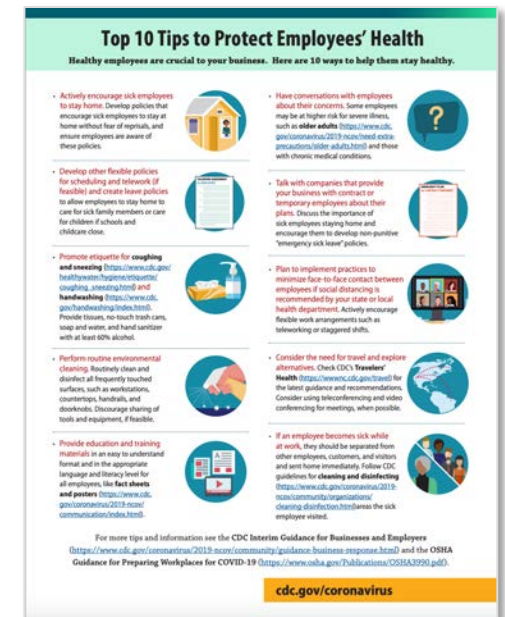 Top 10 Tips to Protect Employees' Health
Healthy employees are crucial to your business. Here are 10 ways to help them stay healthy.
• Actively encourage sick employees
to stay home. Develop policies that
encourage sick employees to stay at
home without fear of reprisals, and
ensure employees are aware of
these policies.
• Develop other flexible policies
for scheduling and telework (if
feasible) and create leave policies
to allow employees to stay home to
care for sick family members or care
for children if schools and
childcare close.
• Promote etiquette for coughing
and sneezing (https://www.cdc.gov/
healthywater/hygiene/etiquette/
coughing_sneezing.html) and
handwashing (https://www.cdc.
gov/handwashing/index.html).
Provide tissues, no-touch trash cans,
soap and water, and hand sanitizer
with at least 60% alcohol.
• Perform routine environmental
cleaning. Routinely clean and
disinfect all frequently touched
surfaces, such as workstations,
countertops, handrails, and
doorknobs. Discourage sharing of
tools and equipment, if feasible.
• Provide education and training
materials in an easy to understand
format and in the appropriate
language and literacy level for
all employees, like fact sheets
and posters (https://www.cdc.
gov/coronavirus/2019-ncov/
communication/index.html).
• Have conversations with employees
about their concerns. Some employees
may be at higher risk for severe illness,
such as older adults (https://www.cdc.
gov/coronavirus/2019-ncov/need-extra-
precautions/older-adults.html) and those
with chronic medical conditions.
• Talk with companies that provide
your business with contract or
temporary employees about their
plans. Discuss the importance of
sick employees staying home and
encourage them to develop non-punitive
"emergency sick leave" policies.
• Plan to implement practices to
minimize face-to-face contact between
employees if social distancing is
recommended by your state or local
health department. Actively encourage
flexible work arrangements such as
teleworking or staggered shifts.
• Consider the need for travel and explore
alternatives. Check CDC's Travelers'
Health (https://wwwnc.cdc.gov/travel) for
the latest guidance and recommendations.
Consider using teleconferencing and video
conferencing for meetings, when possible.
• If an employee becomes sick while
at work, they should be separated from
other employees, customers, and visitors
and sent home immediately. Follow CDC
guidelines for cleaning and disinfecting
(https://www.cdc.gov/coronavirus/2019-
ncov/community/organizations/
cleaning-disinfection.html)areas the sick
employee visited.
For more tips and information see the CDC Interim Guidance for Businesses and Employers
(https://www.cdc.gov/coronavirus/2019-ncov/community/guidance-business-response.html) and the OSHA
Guidance for Preparing Workplaces for COVID-19 (https://www.osha.gov/Publications/OSHA3990.pdf).
cdc.gov/coronavirus